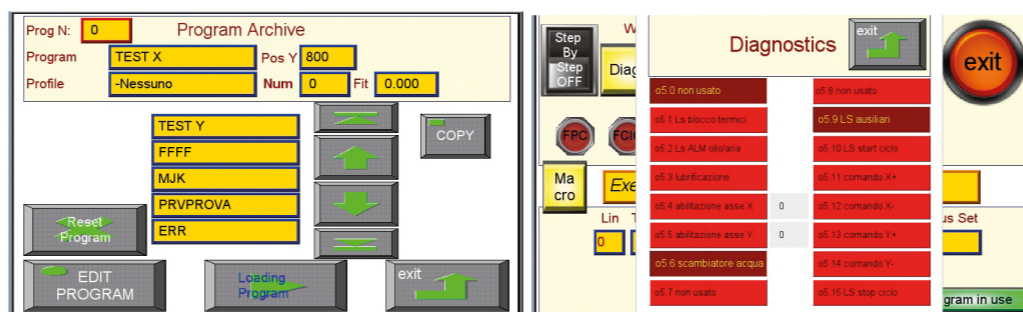 Prog N: 0 Program Archive
Program TEST X Pos Y 800
Profile -Nessuno Num 0 Fit 0.000
TEST Y
FFFF
MJK
PRVPROVA
ERR
COPY
Reset
Program
EDIT
PROGRAM
Loading
Program
exit
Step
By
Step
OFF
W
Diag
FPC
Ma
cro
Exe
Lin T
0
Diagnostics
exit
o5.0 non usato
o5.1 Ls blocco termici
o5.2 Ls ALM olio/aria
o5.3 lubrificazione
o5.4 abilitazione asse X 0
o5.5 abilitazione asse Y 0
o5.6 scambiatore acqua
o5.7 non usato
o5.8 non usato
o5.9 LS ausiliari
o5.10 LS start ciclo
o5.11 comando X+
o5.12 comando X-
o5.13 comando Y+
o5.14 comando Y-
o5.15 LS stop ciclo
exit
us Set
gram in use